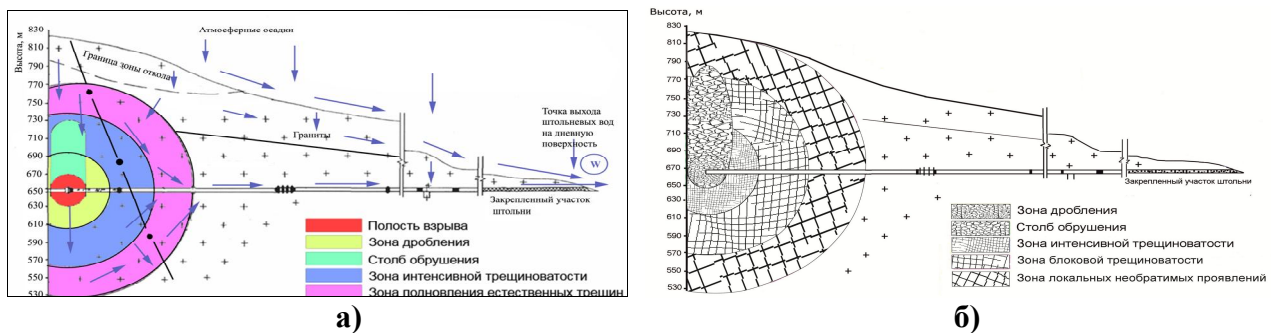 Высота, м
830
810
790
770
750
730
710
690
670
650
630
610
590
570
550
530
Атмосферные осадки
Граница зоны откола
Граниты
Точка выхода
штольневых вод
на дневную
поверхность
W
Закрепленный участок
штольни
Полость взрыва
Зона дробления
Столб обрушения
Зона интенсивной трещиноватости
Зона подновления естественных трещин
а)
Высота, м
830
810
790
770
750
730
710
690
670
650
630
610
590
570
550
530
Закрепленный участок штольни
Зона дробления
Столб обрушения
Зона интенсивной трещиноватости
Зона блоковой трещиноватости
Зона локальных необратимых проявлений
б)